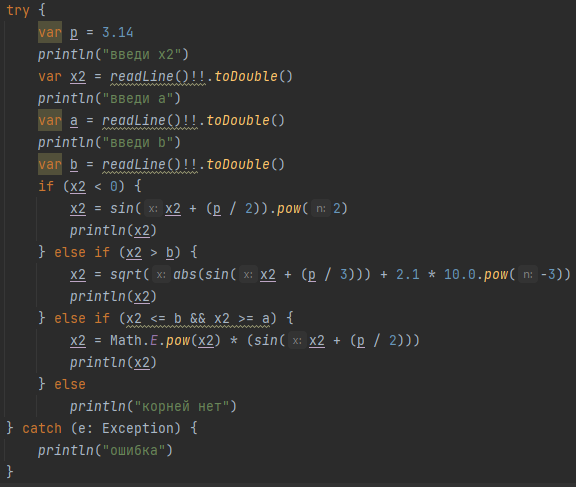 try {
    var p = 3.14
    println("введи x2")
    var x2 = readLine()!!.toDouble()
    println("введи a")
    var a = readLine()!!.toDouble()
    println("введи b")
    var b = readLine()!!.toDouble()
    if (x2 < 0) {
        x2 = sin( x: x2 + (p / 2)).pow( n: 2)
        println(x2)
    } else if (x2 > b) {
        x2 = sqrt( x: abs(sin( x: x2 + (p / 3))) + 2.1 * 10.0.pow( n: -3))
        println(x2)
    } else if (x2 <= b && x2 >= a) {
        x2 = Math.E.pow(x2) * (sin( x: x2 + (p / 2)))
        println(x2)
    } else
        println("корней нет")
} catch (e: Exception) {
    println("ошибка")
}